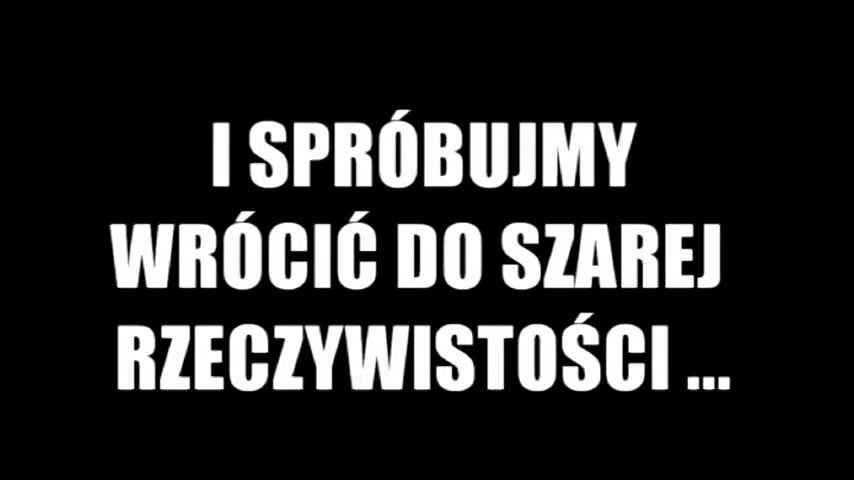 I SPRÓBUJMY
WRÓCIĆ DO SZAREJ
RZECZYWISTOŚCI ...